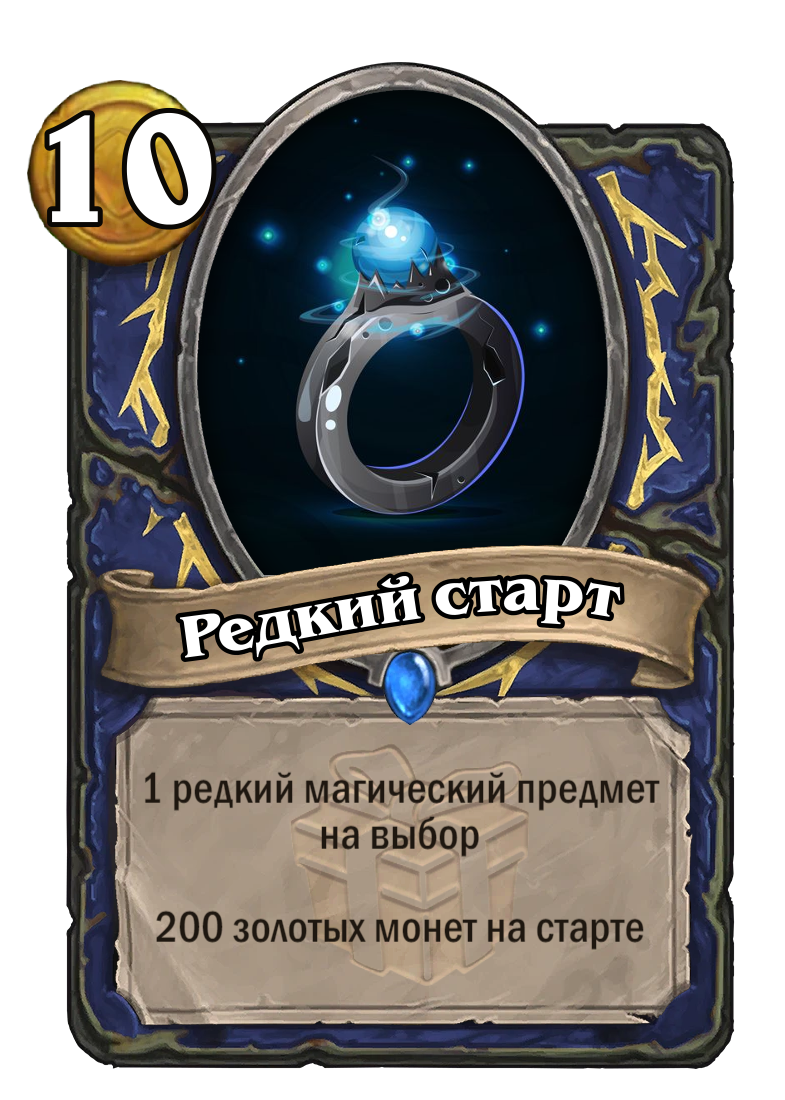 10
Редкий старт
1 редкий магический предмет
на выбор
200 золотых монет на старте